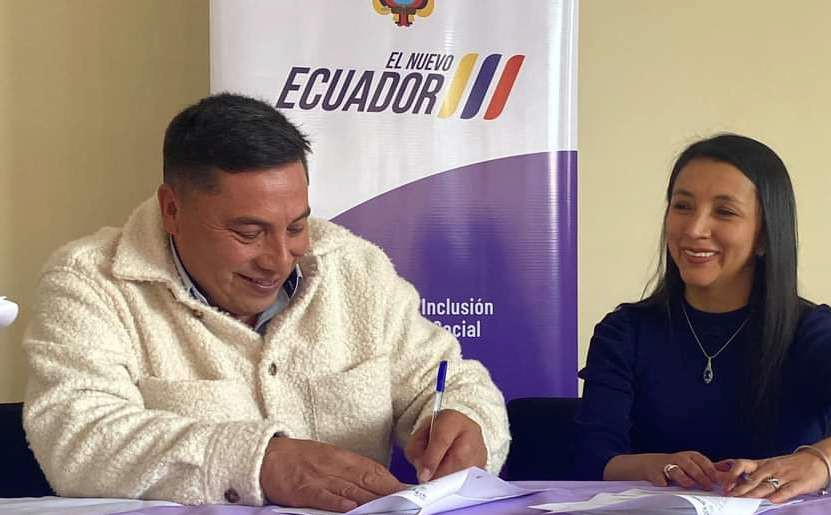 EL NUEVO
ECUADOR
Inclusión
Social